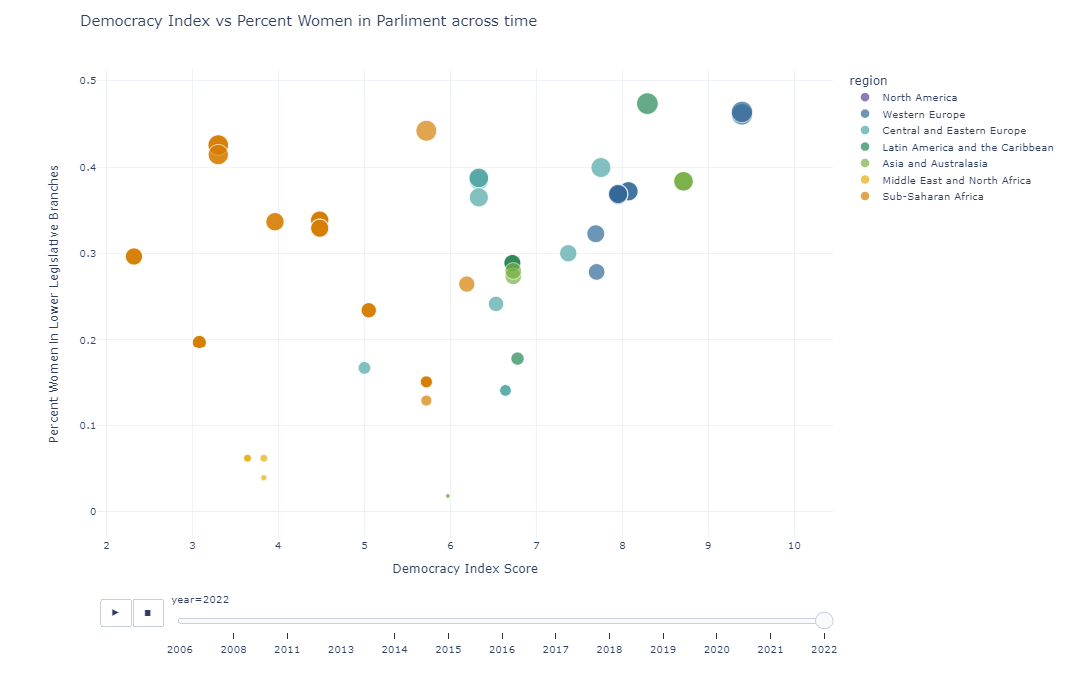 Democracy Index vs Percent Women in Parliment across time
region
North America
Western Europe
Central and Eastern Europe
Latin America and the Caribbean
Asia and Australasia
Middle East and North Africa
Sub-Saharan Africa
Percent Women In Lower Legislative Branches
0.5
0.4
0.3
0.2
0.1
0
2 3 4 5 6 7 8 9 10
Democracy Index Score
year=2022
2006 2008 2011 2013 2014 2015 2016 2017 2018 2019 2020 2021 2022